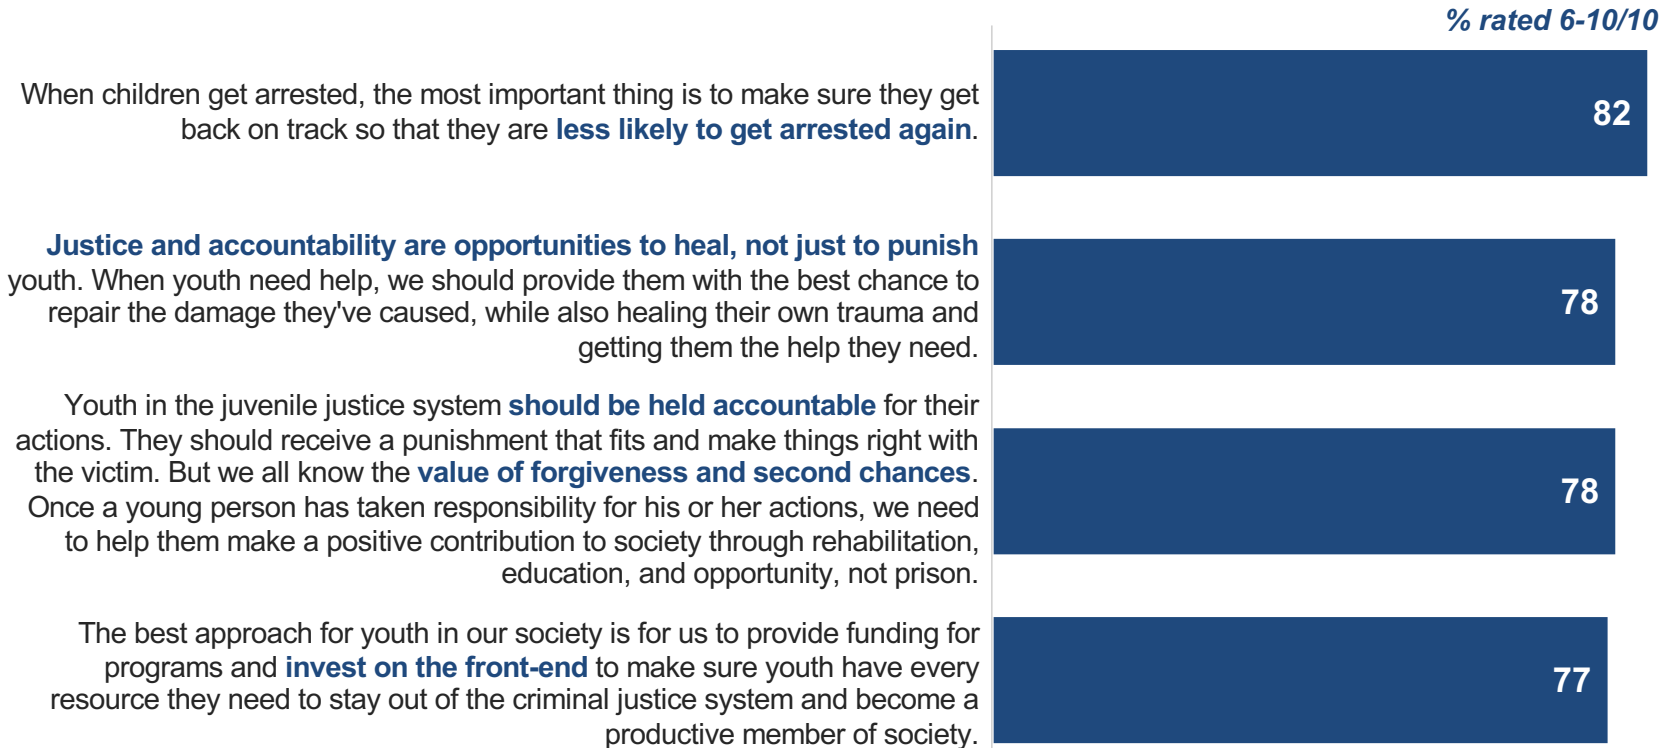 % rated 6-10/10
When children get arrested, the most important thing is to make sure they get
back on track so that they are less likely to get arrested again.
82
Justice and accountability are opportunities to heal, not just to punish
youth. When youth need help, we should provide them with the best chance to
repair the damage they've caused, while also healing their own trauma and
getting them the help they need.
78
Youth in the juvenile justice system should be held accountable for their
actions. They should receive a punishment that fits and make things right with
the victim. But we all know the value of forgiveness and second chances.
Once a young person has taken responsibility for his or her actions, we need
to help them make a positive contribution to society through rehabilitation,
education, and opportunity, not prison.
78
The best approach for youth in our society is for us to provide funding for
programs and invest on the front-end to make sure youth have every
resource they need to stay out of the criminal justice system and become a
productive member of society.
77